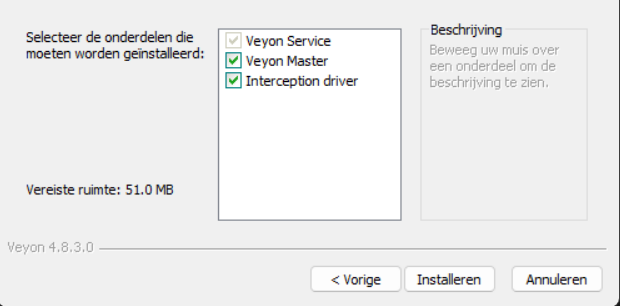 Selecteer de onderdelen die
moeten worden geïnstalleerd:
Veyon Service
Veyon Master
Interception driver
Beschrijving
Beweeg uw muis over
een onderdeel om de
beschrijving te zien.
Vereiste ruimte: 51.0 MB
Veyon 4.8.3.0
< Vorige
Installeren
Annuleren